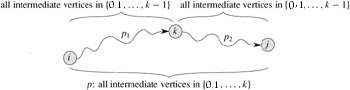 all intermediate vertices in {0, 1, . . . , k − 1} all intermediate vertices in {0, 1, . . . , k − 1}
p₁ k p₂
i j
p: all intermediate vertices in {0, 1, . . . , k}